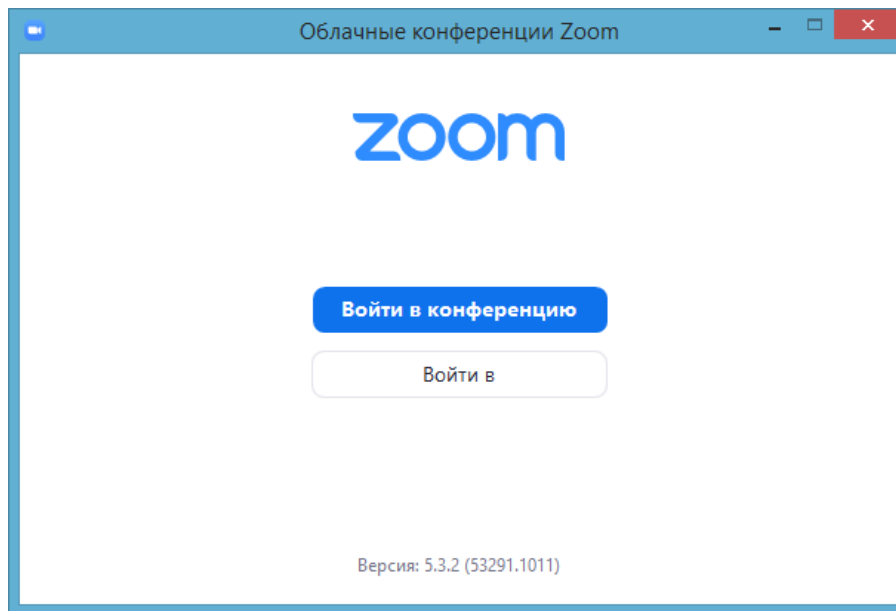 Облачные конференции Zoom
zoom
Войти в конференцию
Войти в
Версия: 5.3.2 (53291.1011)